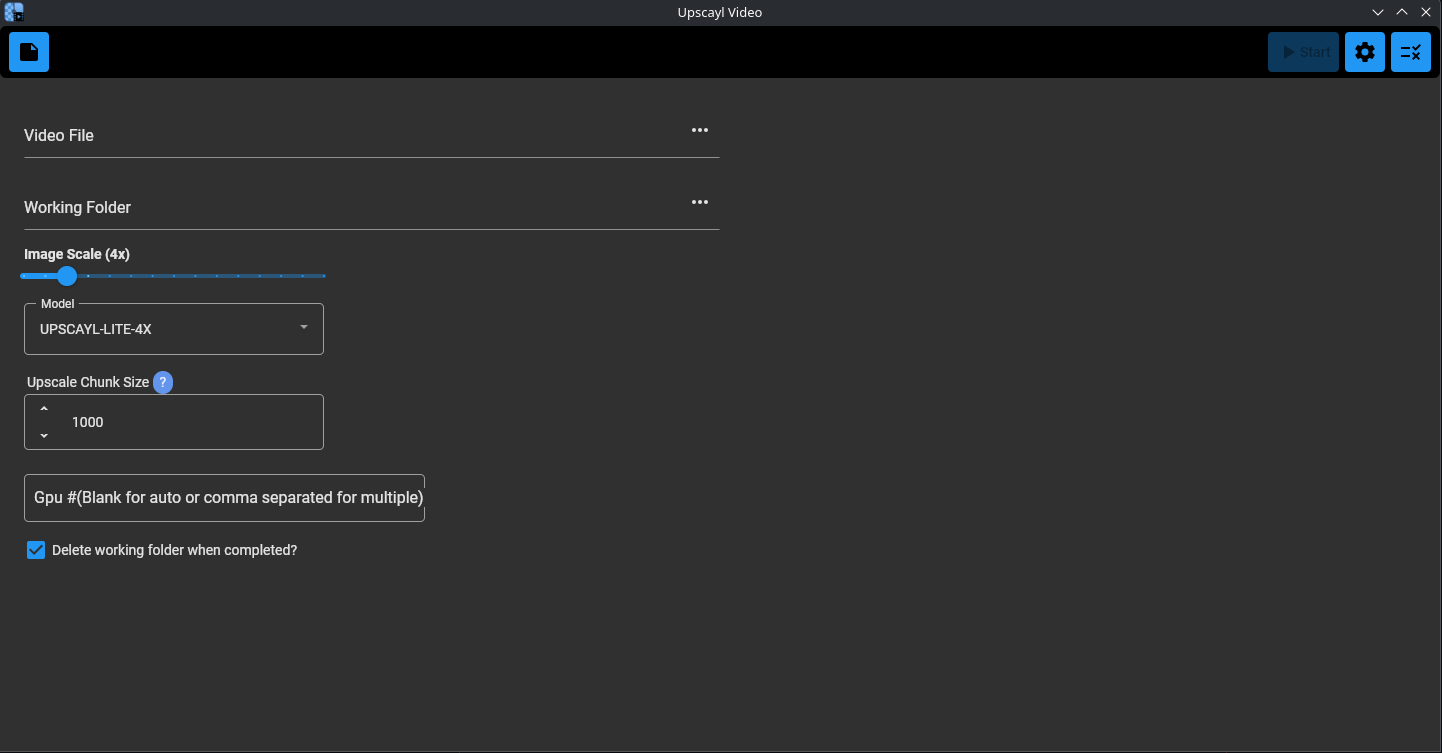 Upscayl Video
Start
Video File
Working Folder
Image Scale (4x)
Model
UPSCAYL-LITE-4X
Upscale Chunk Size ?
1000
Gpu #(Blank for auto or comma separated for multiple)
Delete working folder when completed?